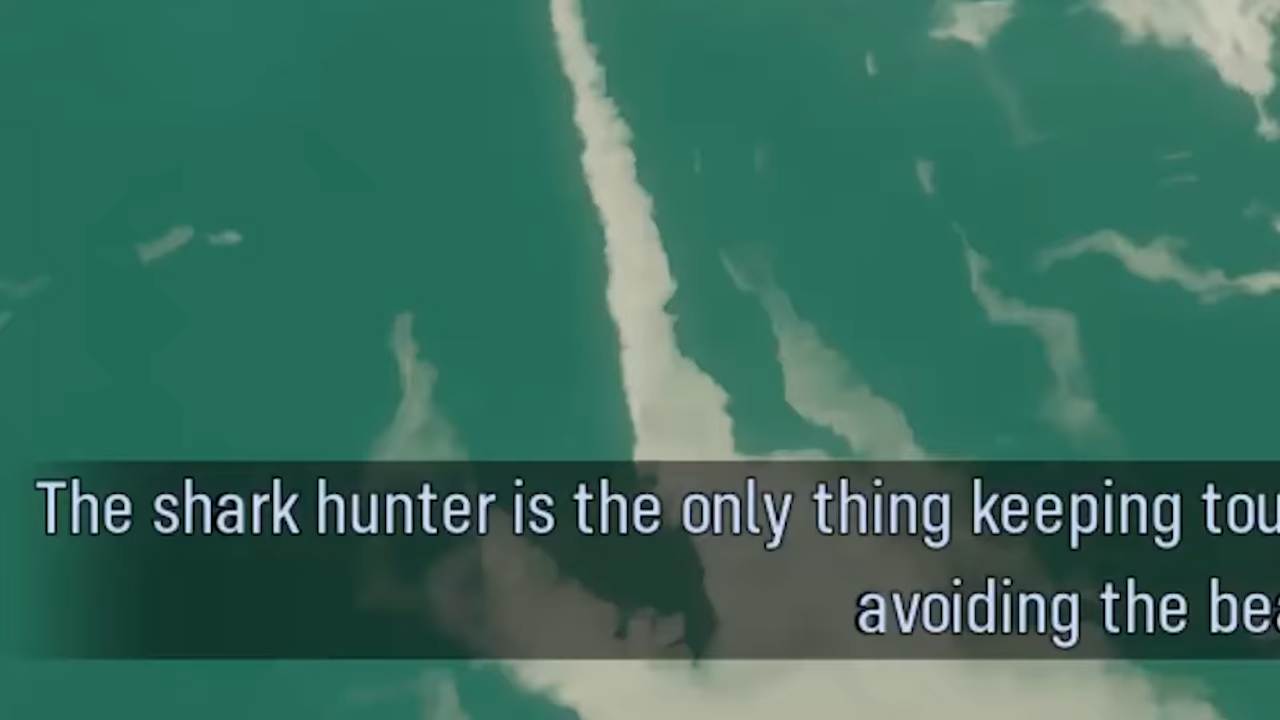 The shark hunter is the only thing keeping
avoiding the